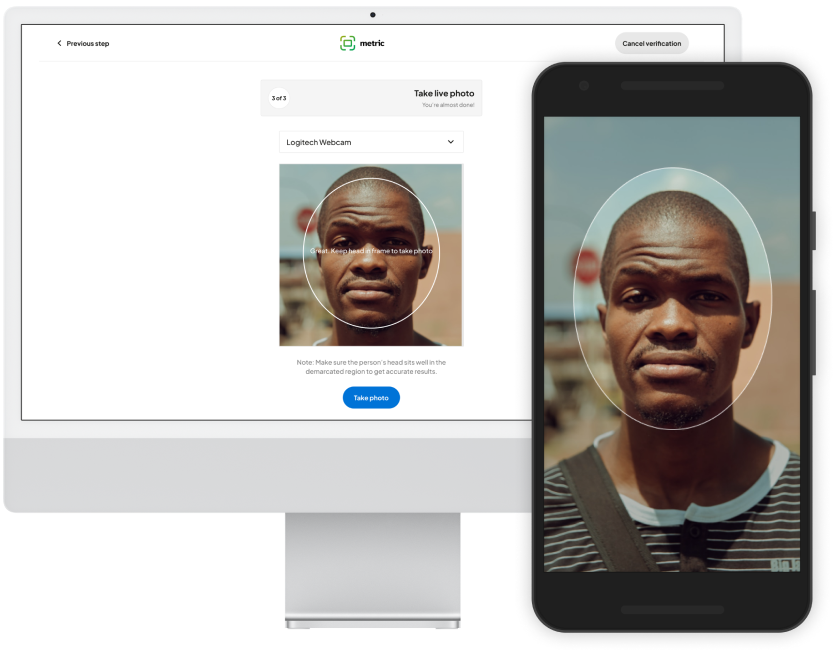 Previous step
metric
Cancel verification
3 of 3
Take live photo
You're almost done!
Logitech Webcam
Great. Keep head in frame to take photo
Note: Make sure the person's head sits well in the
demarcated region to get accurate results.
Take photo